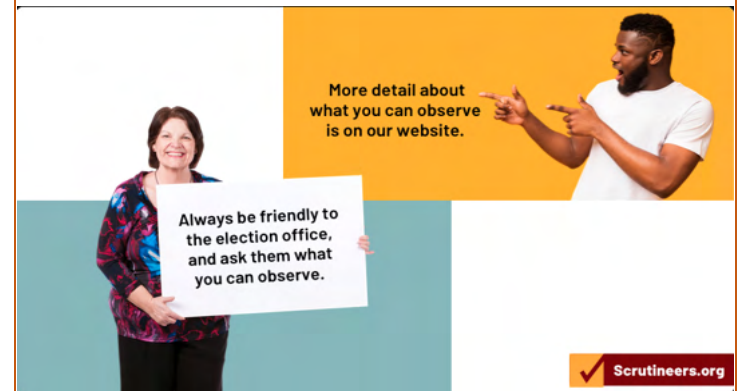 More detail about
what you can observe
is on our website.
Always be friendly to
the election office,
and ask them what
you can observe.
Scrutineers.org